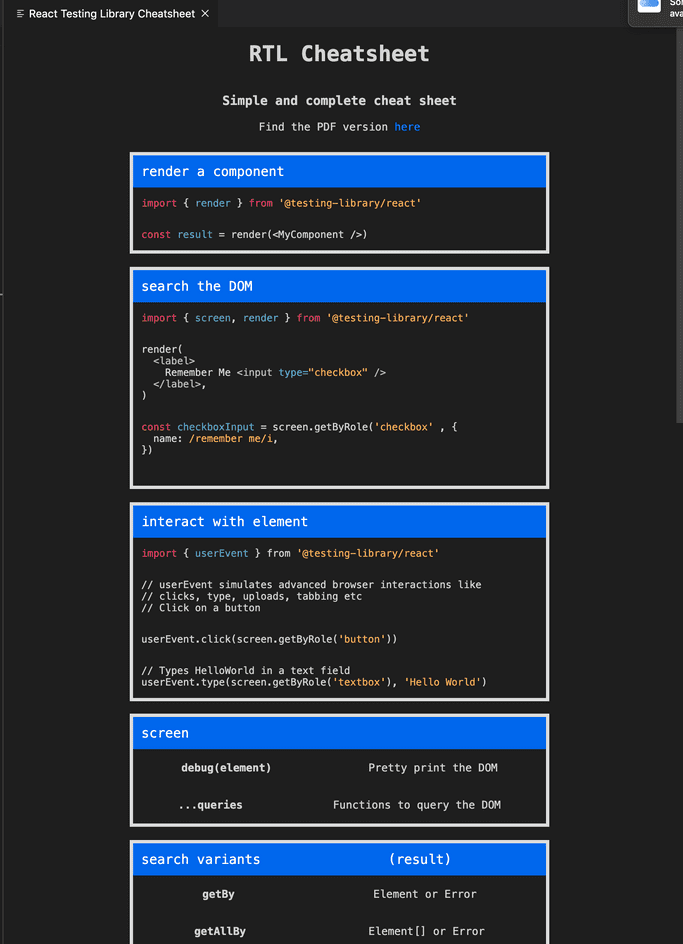 React Testing Library Cheatsheet
RTL Cheatsheet
Simple and complete cheat sheet
Find the PDF version here
render a component
import { render } from '@testing-library/react'
const result = render(<MyComponent />)
search the DOM
import { screen, render } from '@testing-library/react'
render(
<label>
Remember Me <input type="checkbox" />
</label>,
)
const checkboxInput = screen.getByRole('checkbox' , {
name: /remember me/i,
})
interact with element
import { userEvent } from '@testing-library/react'
// userEvent simulates advanced browser interactions like
// clicks, type, uploads, tabbing etc
// Click on a button
userEvent.click(screen.getByRole('button'))
// Types HelloWorld in a text field
userEvent.type(screen.getByRole('textbox'), 'Hello World')
screen
debug(element) Pretty print the DOM
...queries Functions to query the DOM
search variants (result)
getBy Element or Error
getAllBy Element[] or Error